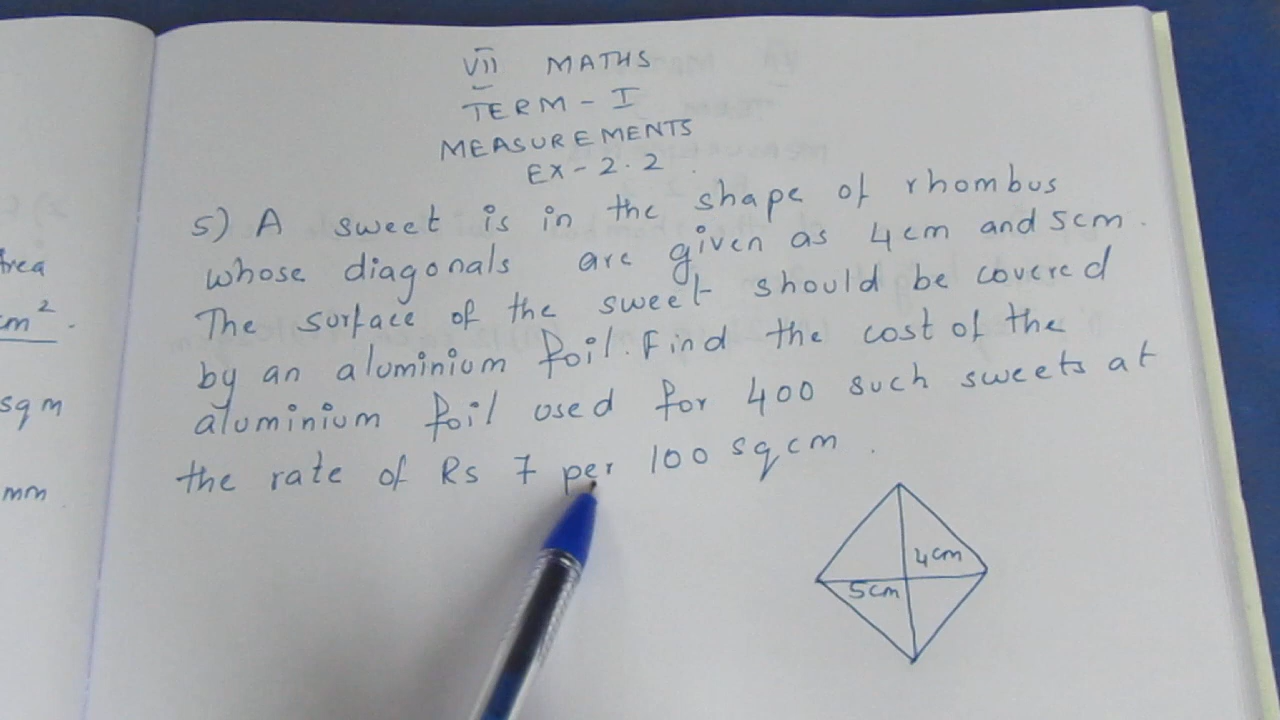 VII MATHS
TERM - I
MEASUREMENTS
EX - 2.2
5) A sweet is in the shape of rhombus
whose diagonals are given as 4cm and 5cm.
The surface of the sweet should be covered
by an aluminium foil. Find the cost of the
aluminium foil used for 400 such sweets at
the rate of Rs 7 per 100 sqcm.
4cm
5cm
cm².
sqm
mm